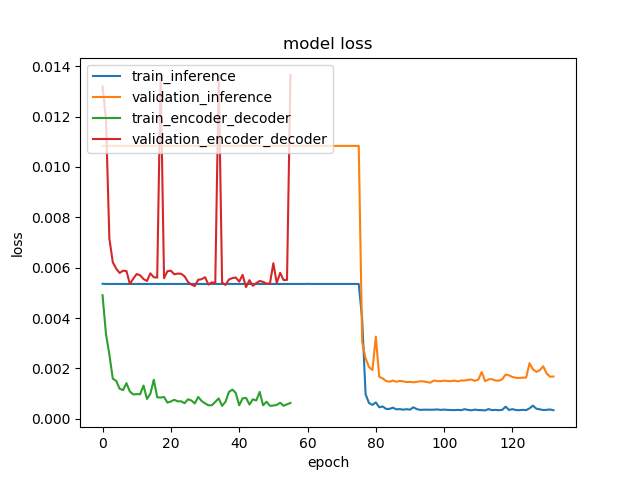 model loss
train_inference
validation_inference
train_encoder_decoder
validation_encoder_decoder
loss
0.014
0.012
0.010
0.008
0.006
0.004
0.002
0.000
0 20 40 60 80 100 120
epoch